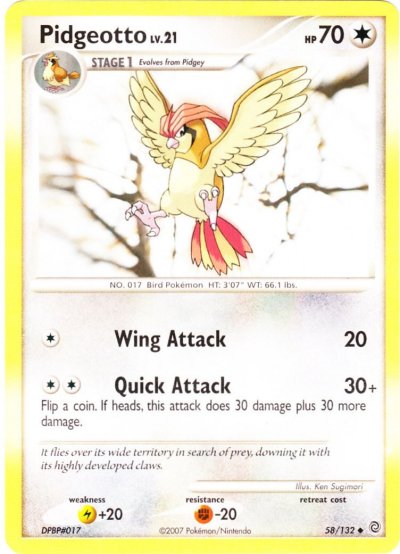 Pidgeotto LV.21 HP 70
STAGE 1 Evolves from Pidgey
NO. 017 Bird Pokémon HT: 3'07" WT: 66.1 lbs.
Wing Attack 20
Quick Attack 30+
Flip a coin. If heads, this attack does 30 damage plus 30 more
damage.
It flies over its wide territory in search of prey, downing it with
its highly developed claws.
Illus. Ken Sugimori
weakness resistance retreat cost
+20 -20
DPBP#017 ©2007 Pokémon/Nintendo 58/132